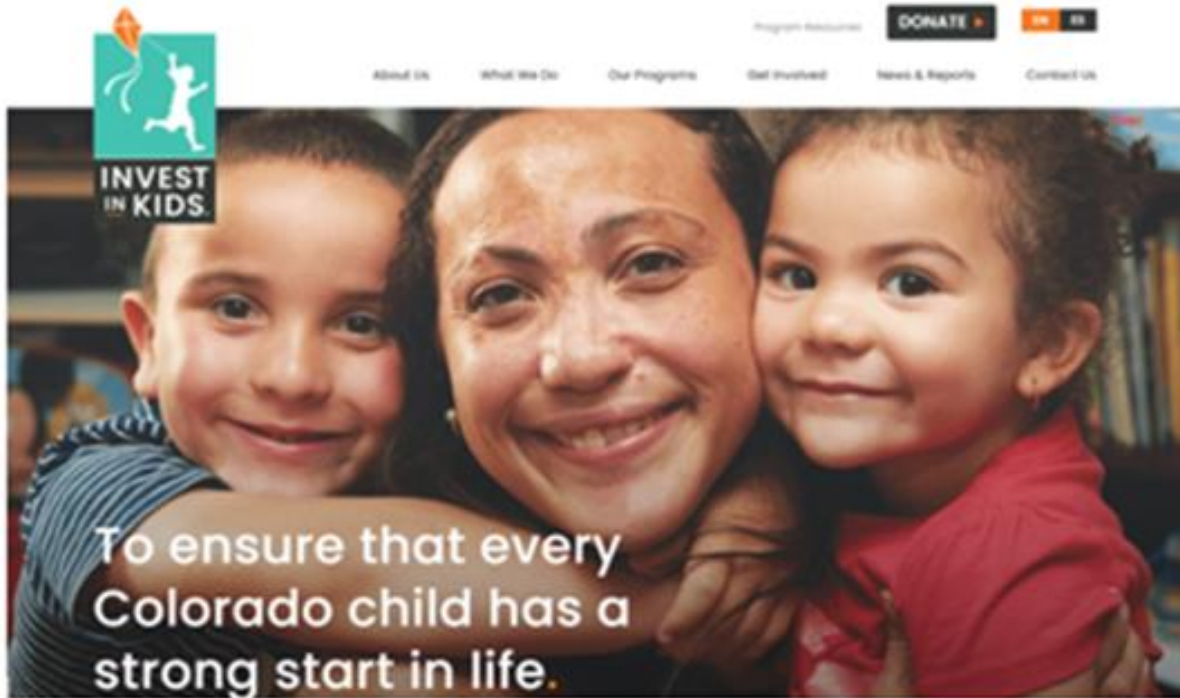 Program Resources
DONATE
EN ES
About Us What We Do Our Programs Get Involved News & Reports Contact Us
INVEST
IN KIDS
To ensure that every
Colorado child has a
strong start in life.